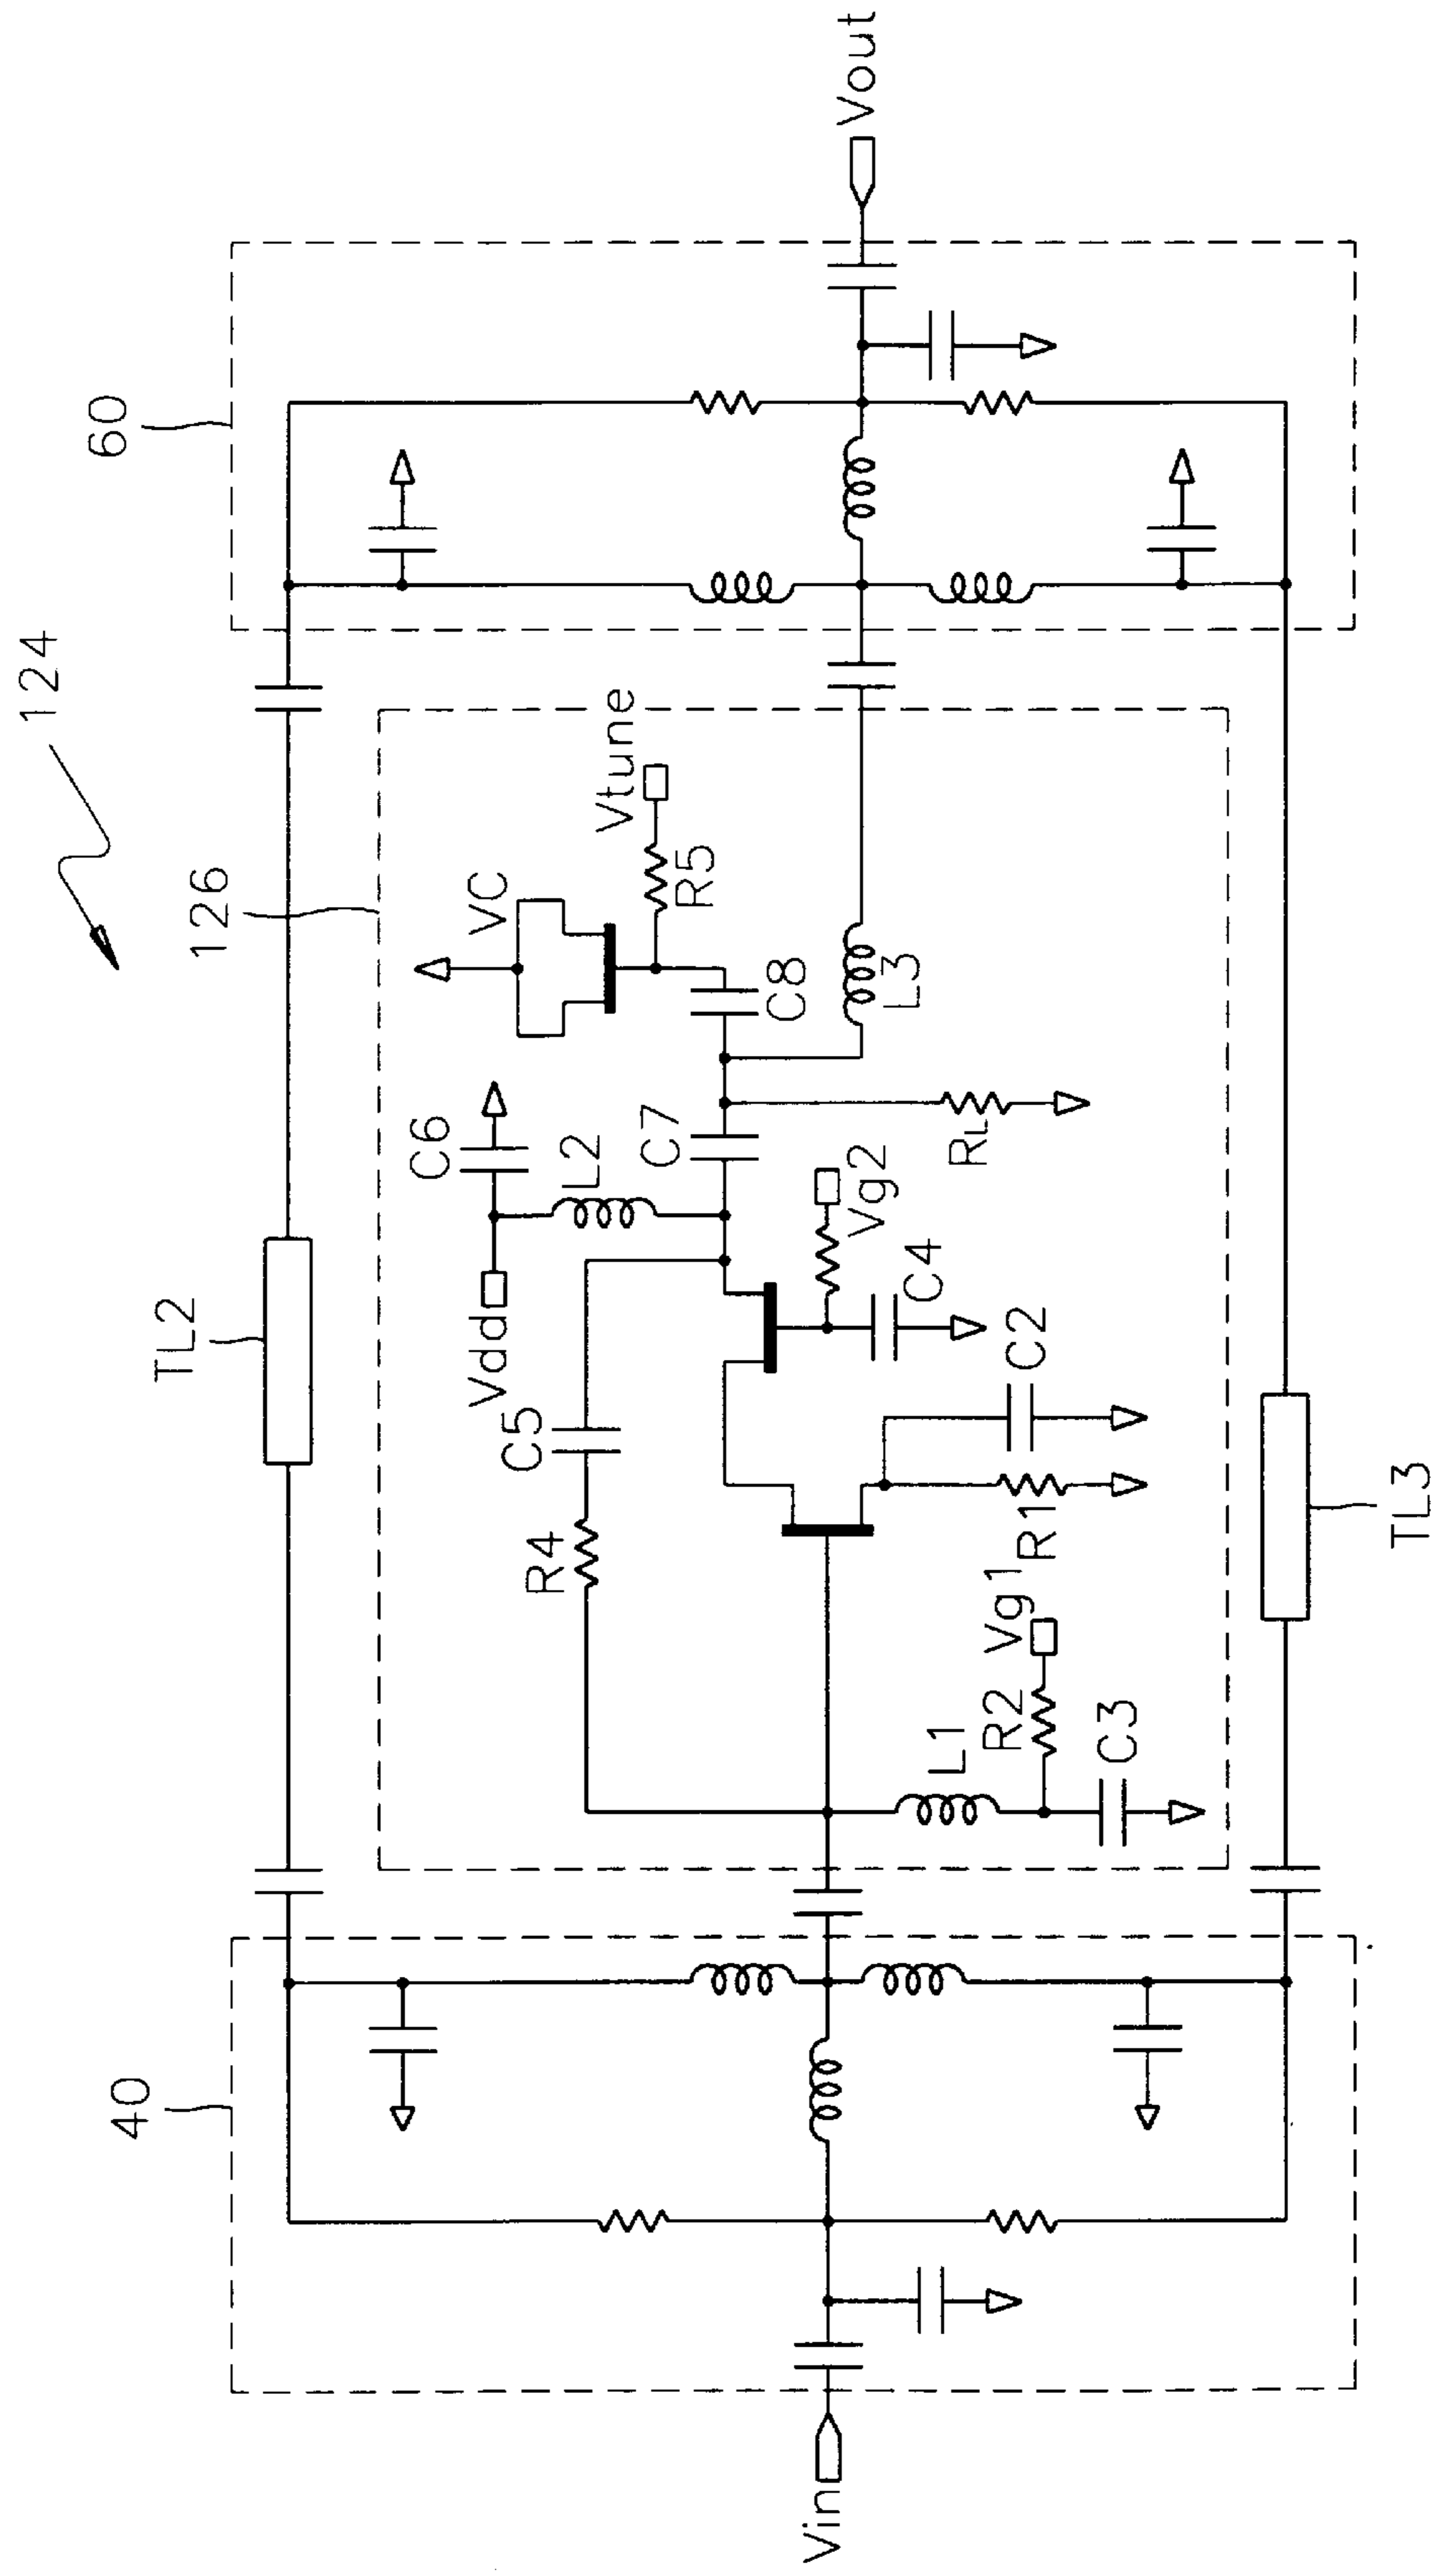 124
60
126
40
TL2
TL3
Vin
Vout
Vtune
VC
R5
C8
L3
C6
L2
C7
RL
Vdd
Vg2
C4
C5
C2
R4
R1
Vg1
L1
R2
C3